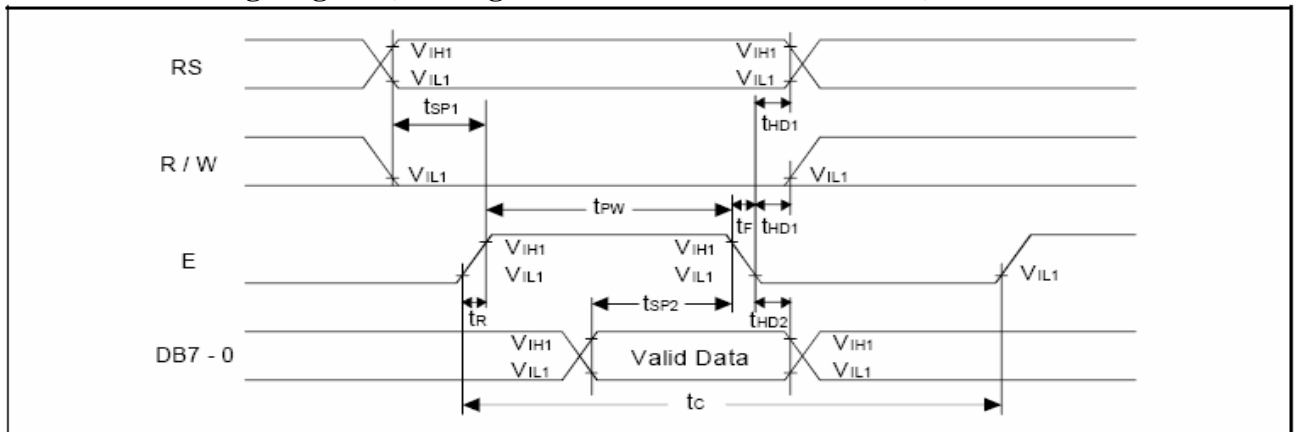 RS
VIH1 VIH1
VIL1 VIL1
tSP1 tHD1
R / W
VIL1 VIL1
tPW tF tHD1
E
VIH1 VIH1
VIL1 VIL1 VIL1
tR tSP2 tHD2
DB7 - 0
VIH1 Valid Data VIH1
VIL1 VIL1
tC